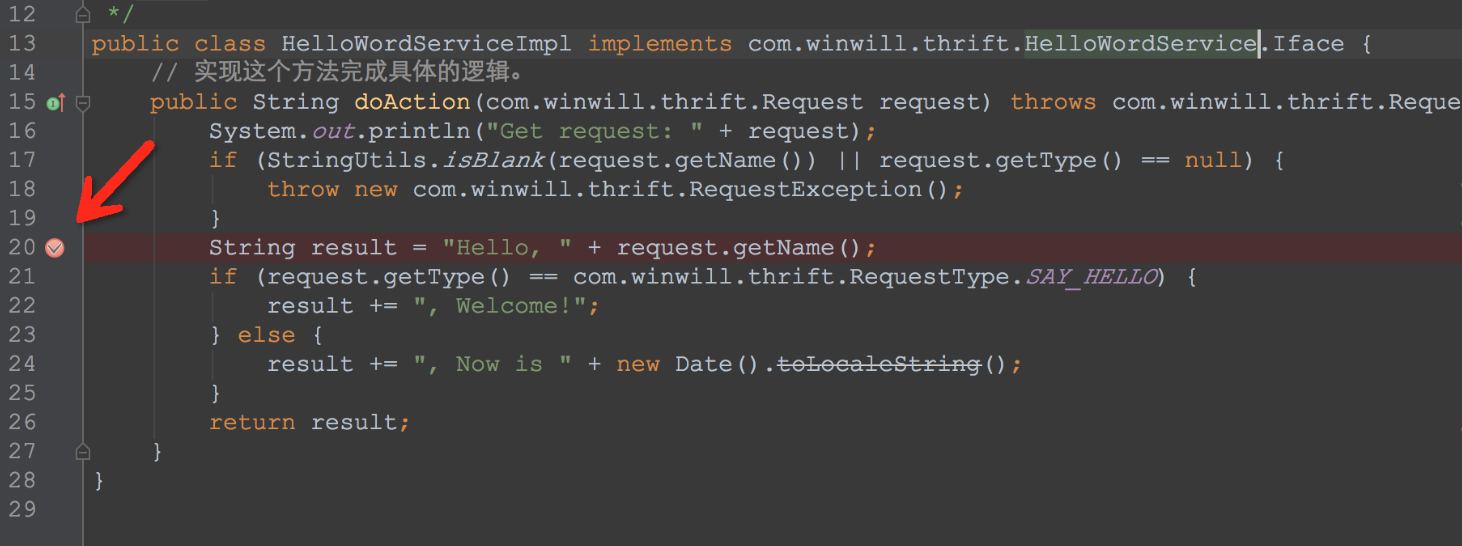 12 */
13 public class HelloWordServiceImpl implements com.winwill.thrift.HelloWordService.Iface {
14 // 实现这个方法完成具体的逻辑。
15 public String doAction(com.winwill.thrift.Request request) throws com.winwill.thrift.Reque
16 System.out.println("Get request: " + request);
17 if (StringUtils.isBlank(request.getName()) || request.getType() == null) {
18 throw new com.winwill.thrift.RequestException();
19 }
20 String result = "Hello, " + request.getName();
21 if (request.getType() == com.winwill.thrift.RequestType.SAY_HELLO) {
22 result += ", Welcome!";
23 } else {
24 result += ", Now is " + new Date().toLocaleString();
25 }
26 return result;
27 }
28 }
29